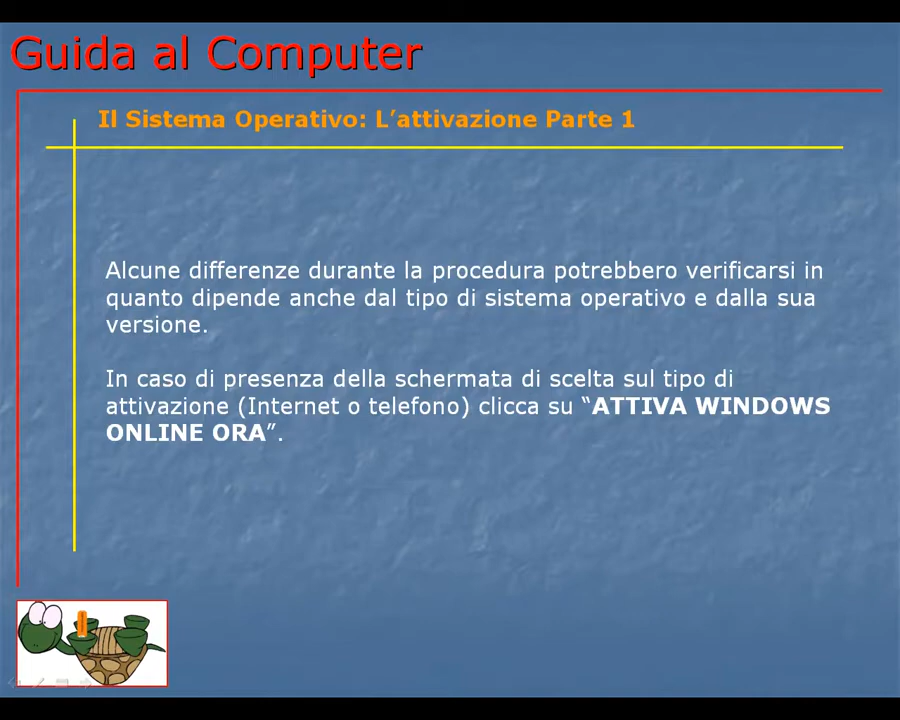 Guida al Computer
Il Sistema Operativo: L’attivazione Parte 1
Alcune differenze durante la procedura potrebbero verificarsi in
quanto dipende anche dal tipo di sistema operativo e dalla sua
versione.
In caso di presenza della schermata di scelta sul tipo di
attivazione (Internet o telefono) clicca su “ATTIVA WINDOWS
ONLINE ORA”.